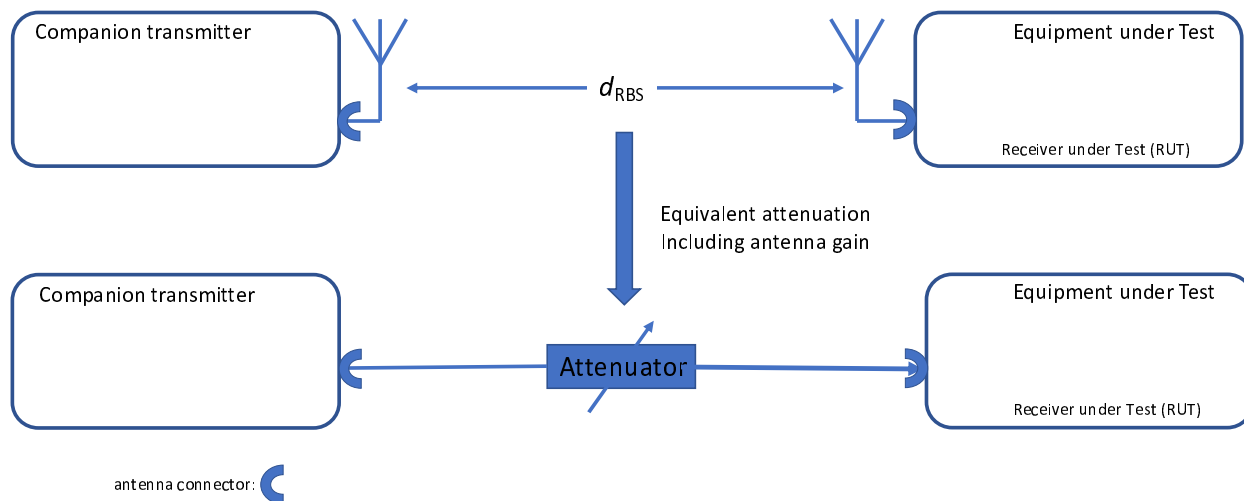 Companion transmitter
Equipment under Test
d RBS
Receiver under Test (RUT)
Equivalent attenuation
Including antenna gain
Companion transmitter
Equipment under Test
Attenuator
Receiver under Test (RUT)
antenna connector: